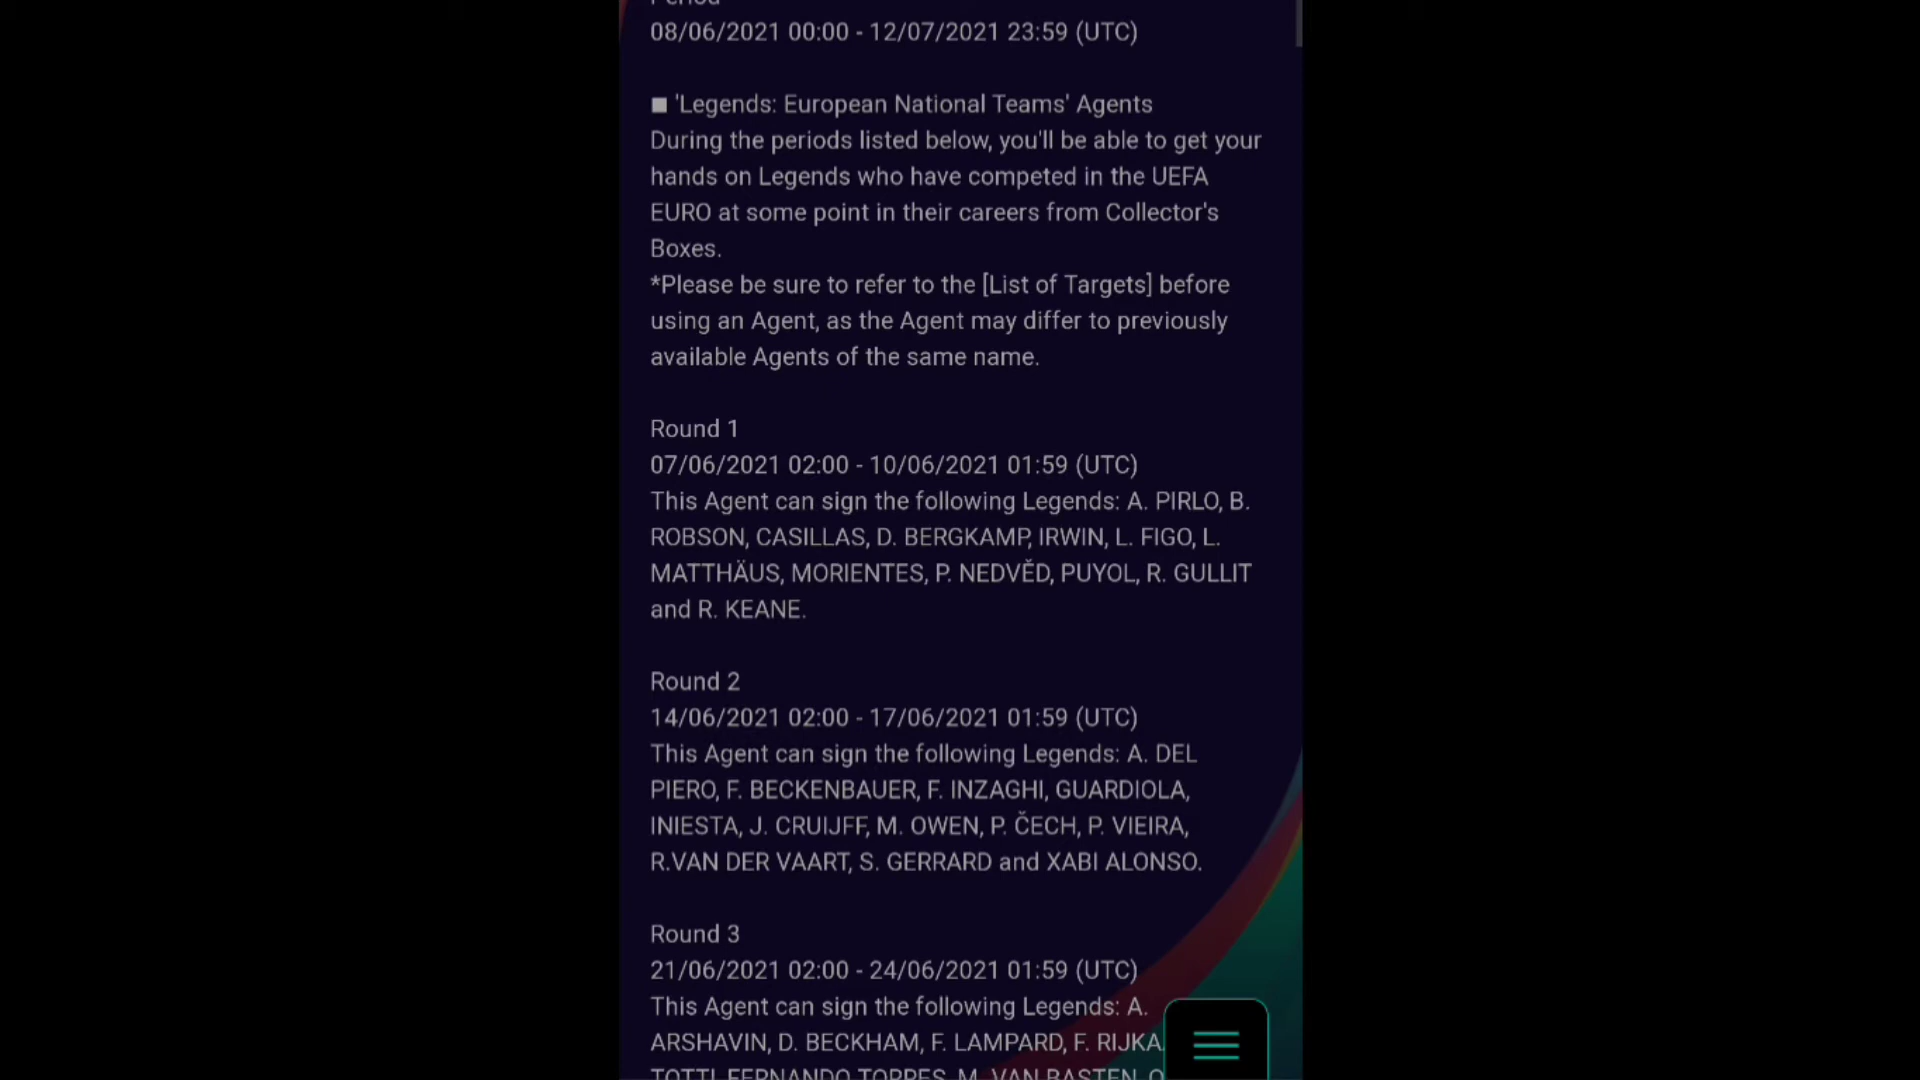 Period
08/06/2021 00:00 - 12/07/2021 23:59 (UTC)
■ 'Legends: European National Teams' Agents
During the periods listed below, you'll be able to get your
hands on Legends who have competed in the UEFA
EURO at some point in their careers from Collector's
Boxes.
*Please be sure to refer to the [List of Targets] before
using an Agent, as the Agent may differ to previously
available Agents of the same name.
Round 1
07/06/2021 02:00 - 10/06/2021 01:59 (UTC)
This Agent can sign the following Legends: A. PIRLO, B.
ROBSON, CASILLAS, D. BERGKAMP, IRWIN, L. FIGO, L.
MATTHÄUS, MORIENTES, P. NEDVĚD, PUYOL, R. GULLIT
and R. KEANE.
Round 2
14/06/2021 02:00 - 17/06/2021 01:59 (UTC)
This Agent can sign the following Legends: A. DEL
PIERO, F. BECKENBAUER, F. INZAGHI, GUARDIOLA,
INIESTA, J. CRUIJFF, M. OWEN, P. ČECH, P. VIEIRA,
R.VAN DER VAART, S. GERRARD and XABI ALONSO.
Round 3
21/06/2021 02:00 - 24/06/2021 01:59 (UTC)
This Agent can sign the following Legends: A.
ARSHAVIN, D. BECKHAM, F. LAMPARD, F. RIJKA
TOTTI, FERNANDO TORRES, M. VAN BASTEN, O